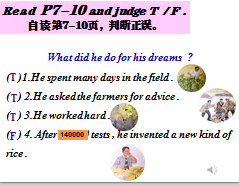 Read P7-10 and judge T / F .
自读第7-10页，判断正误。
What did he do for his dreams ?
(T) 1.He spent many days in the field .
(T) 2. He asked the farmers for advice .
(T) 3.He worked hard .
(F) 4. After 140000 tests , he invented a new kind of
rice .